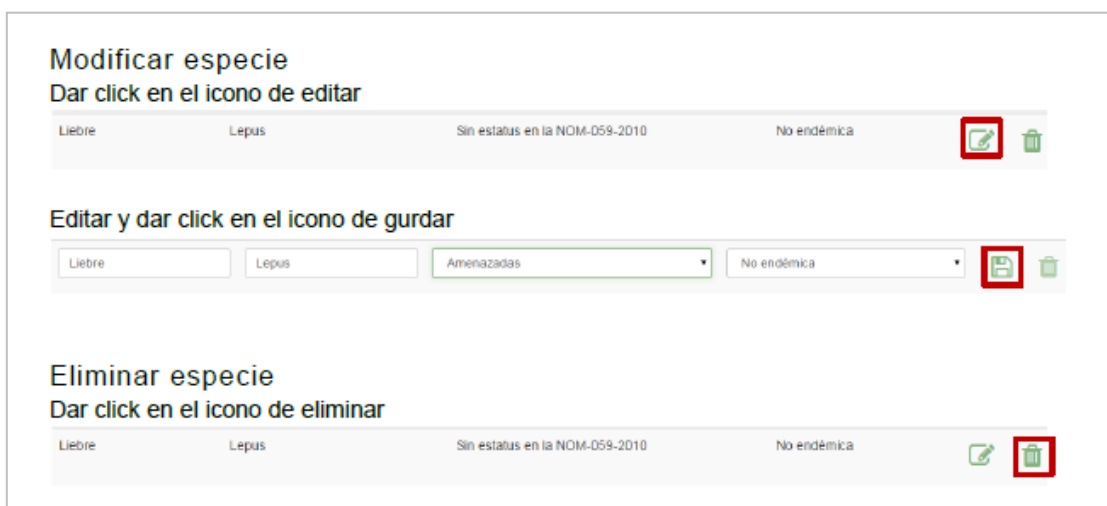 Modificar especie
Dar click en el icono de editar
Liebre Lepus Sin estatus en la NOM-059-2010 No endémica
Editar y dar click en el icono de gurdar
Liebre Lepus Amenazadas No endémica
Eliminar especie
Dar click en el icono de eliminar
Liebre Lepus Sin estatus en la NOM-059-2010 No endémica